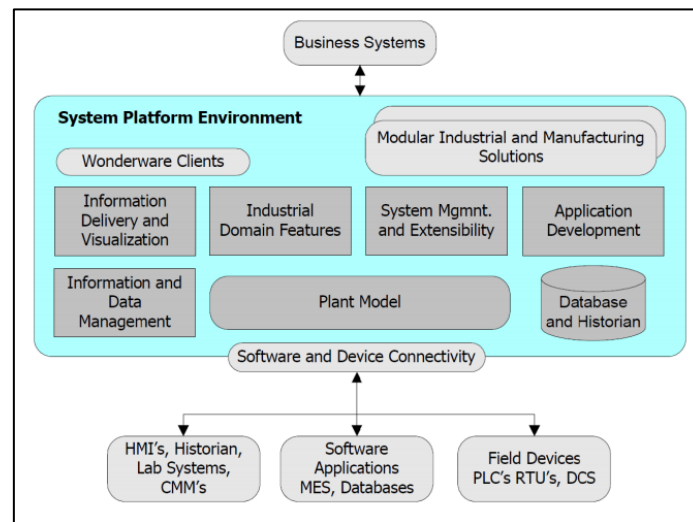 Business Systems
System Platform Environment
Modular Industrial and Manufacturing
Solutions
Wonderware Clients
Information
Delivery and
Visualization
Industrial
Domain Features
System Mgmnt.
and Extensibility
Application
Development
Information and
Data
Management
Plant Model
Database
and Historian
Software and Device Connectivity
HMI's, Historian,
Lab Systems,
CMM's
Software
Applications
MES, Databases
Field Devices
PLC's RTU's, DCS